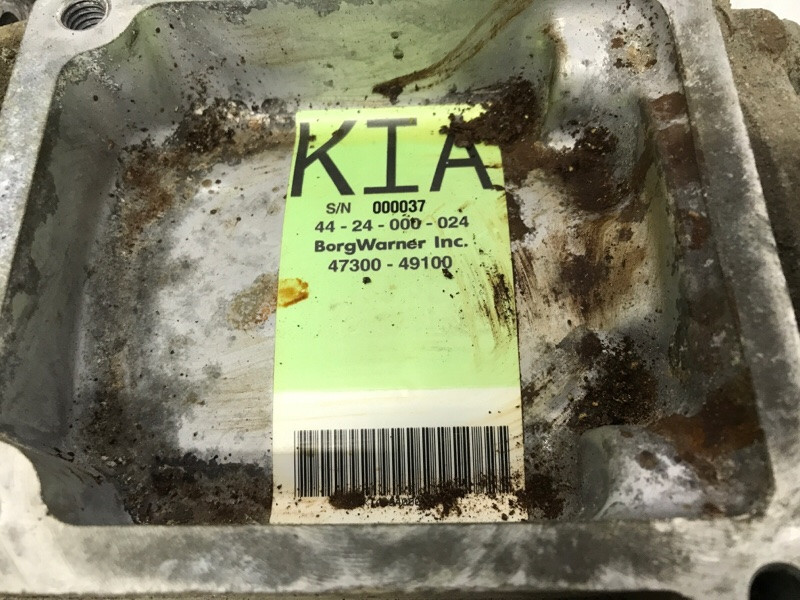 KIA
S/N 000037
44 - 24 - 000 - 024
BorgWarner Inc.
47300 - 49100